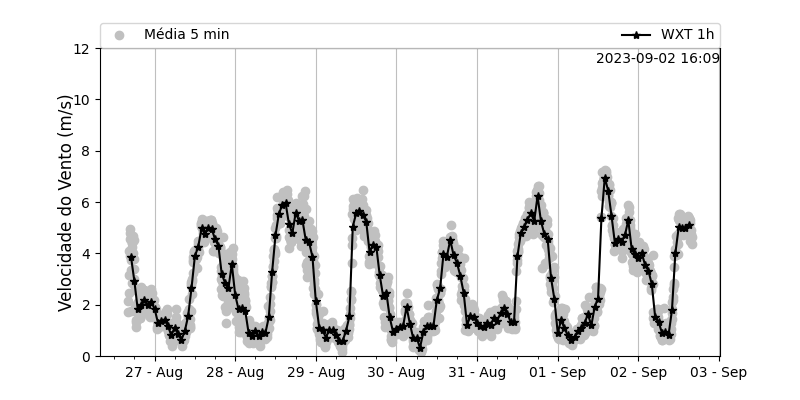 Média 5 min
WXT 1h
2023-09-02 16:09
Velocidade do Vento (m/s)
12
10
8
6
4
2
0
27 - Aug
28 - Aug
29 - Aug
30 - Aug
31 - Aug
01 - Sep
02 - Sep
03 - Sep